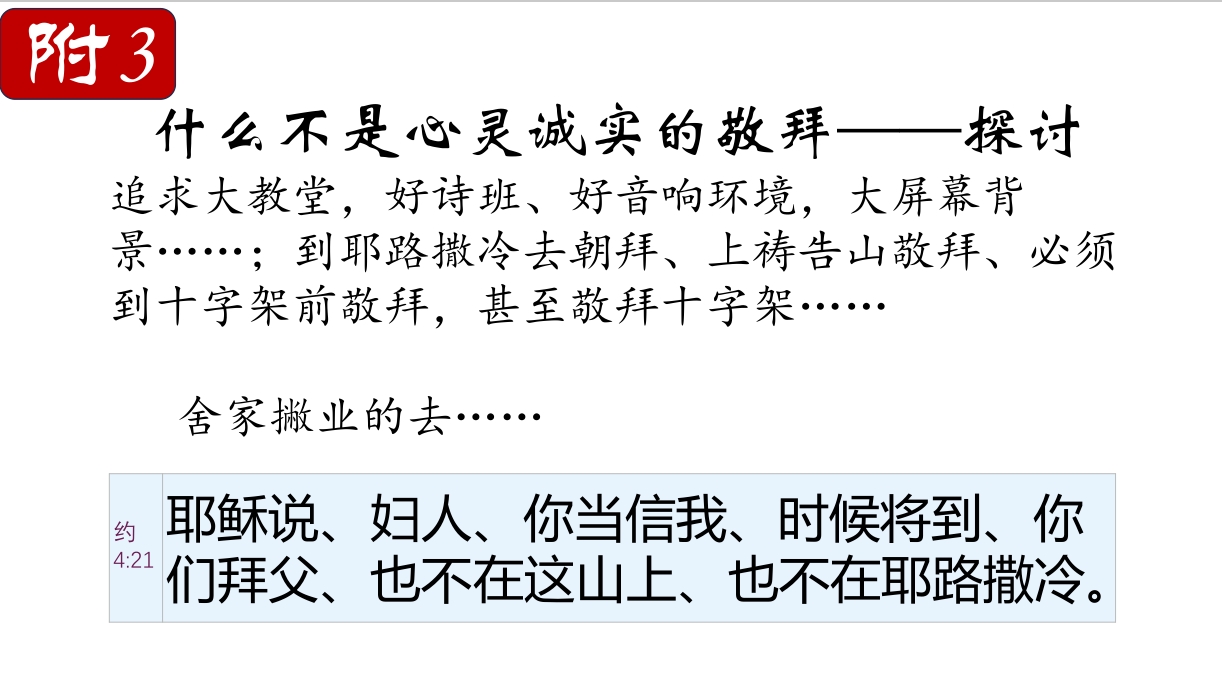 附3
什么不是心灵诚实的敬拜——探讨
追求大教堂，好诗班、好音响环境，大屏幕背
景……；到耶路撒冷去朝拜、上祷告山敬拜、必须
到十字架前敬拜，甚至敬拜十字架……
舍家撇业的去……
约
4:21
耶稣说、妇人、你当信我、时候将到、你
们拜父、也不在这山上、也不在耶路撒冷。